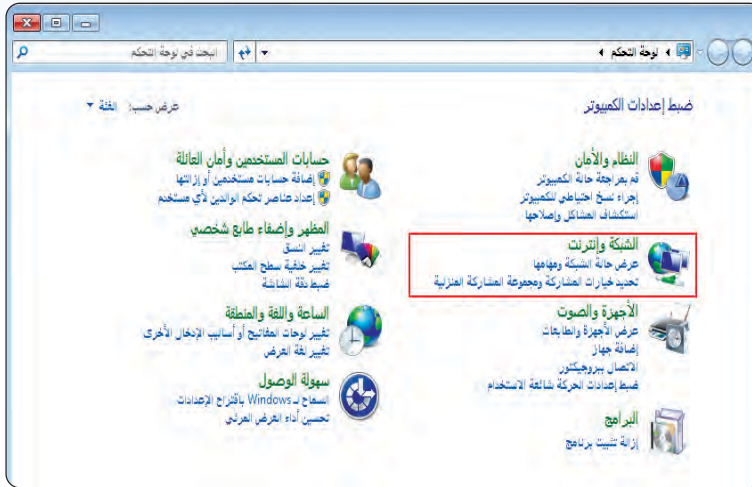 لوحة التحكم
ابحث في لوحة التحكم
ضبط إعدادات الكمبيوتر
عرض حسب: الفئة
النظام والأمان
قم بمراجعة حالة الكمبيوتر
إجراء نسخ احتياطي للكمبيوتر
استكشاف المشاكل وإصلاحها
الشبكة وإنترنت
عرض حالة الشبكة ومهامها
تحديد خيارات المشاركة ومجموعة المشاركة المنزلية
الأجهزة والصوت
عرض الأجهزة والطابعات
إضافة جهاز
الاتصال ببروجيكتور
ضبط إعدادات الحركة شائعة الاستخدام
البرامج
إزالة تثبيت برنامج
حسابات المستخدمين وأمان العائلة
إضافة حسابات مستخدمين أو إزالتها
إعداد عناصر تحكم الوالدين لأي مستخدم
المظهر وإضفاء طابع شخصي
تغيير النسق
تغيير خلفية سطح المكتب
ضبط دقة الشاشة
الساعة واللغة والمنطقة
تغيير لوحات المفاتيح أو أساليب الإدخال الأخرى
تغيير لغة العرض
سهولة الوصول
السماح لـ Windows باقتراح الإعدادات
تحسين أداء العرض المرئي